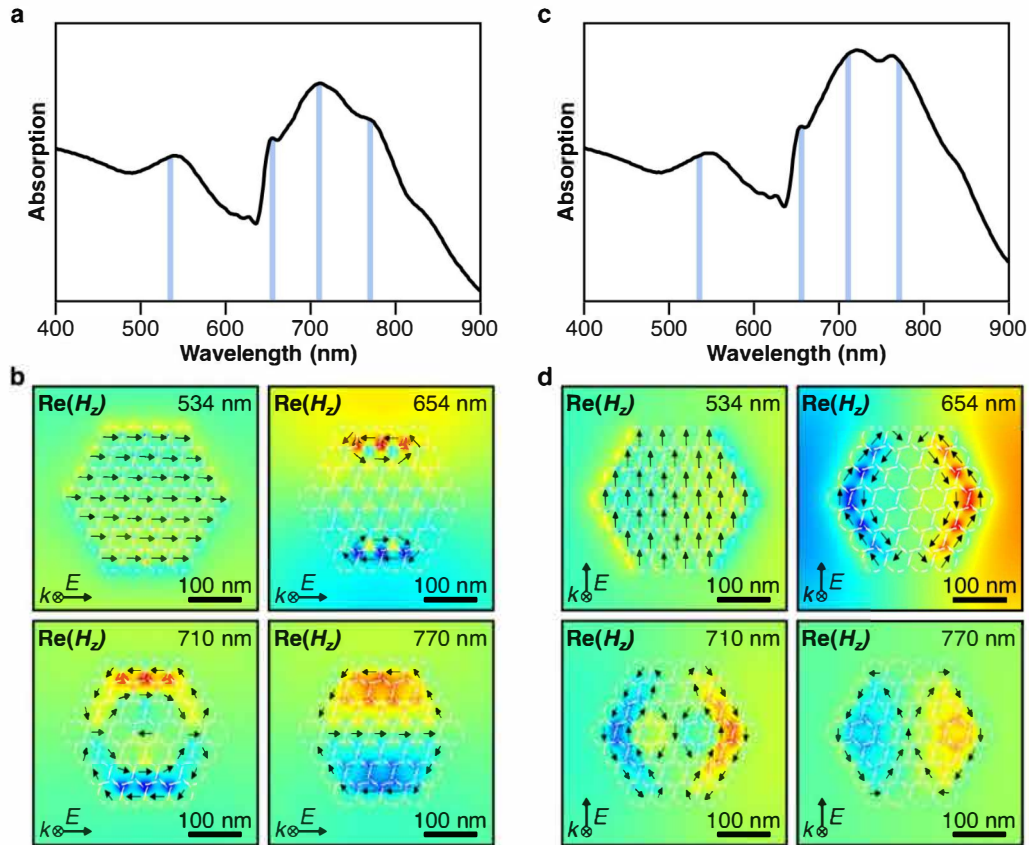 a
Absorption
400 500 600 700 800 900
Wavelength (nm)
b
Re(Hz) 534 nm
k⊗ E
100 nm
Re(Hz) 654 nm
k⊗ E
100 nm
Re(Hz) 710 nm
k⊗ E
100 nm
Re(Hz) 770 nm
k⊗ E
100 nm
c
Absorption
400 500 600 700 800 900
Wavelength (nm)
d
Re(Hz) 534 nm
E
k⊗
100 nm
Re(Hz) 654 nm
E
k⊗
100 nm
Re(Hz) 710 nm
E
k⊗
100 nm
Re(Hz) 770 nm
E
k⊗
100 nm